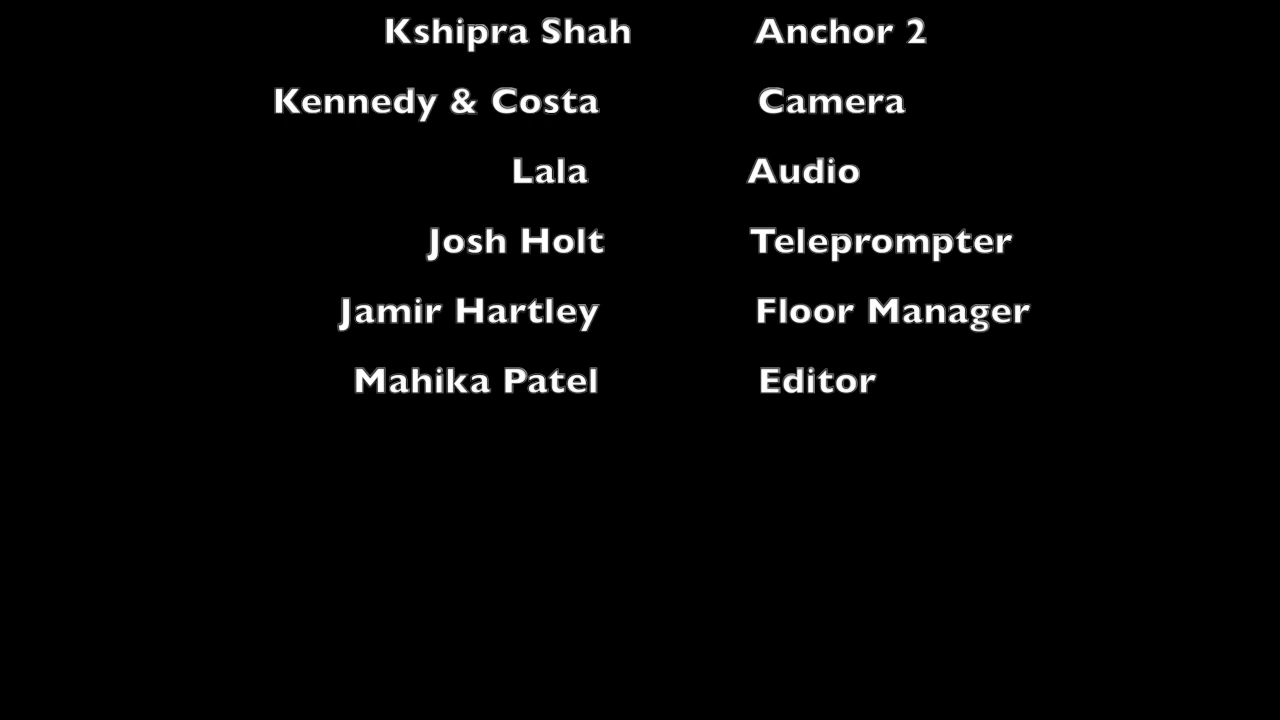 Kshipra Shah Anchor 2
Kennedy & Costa Camera
Lala Audio
Josh Holt Teleprompter
Jamir Hartley Floor Manager
Mahika Patel Editor